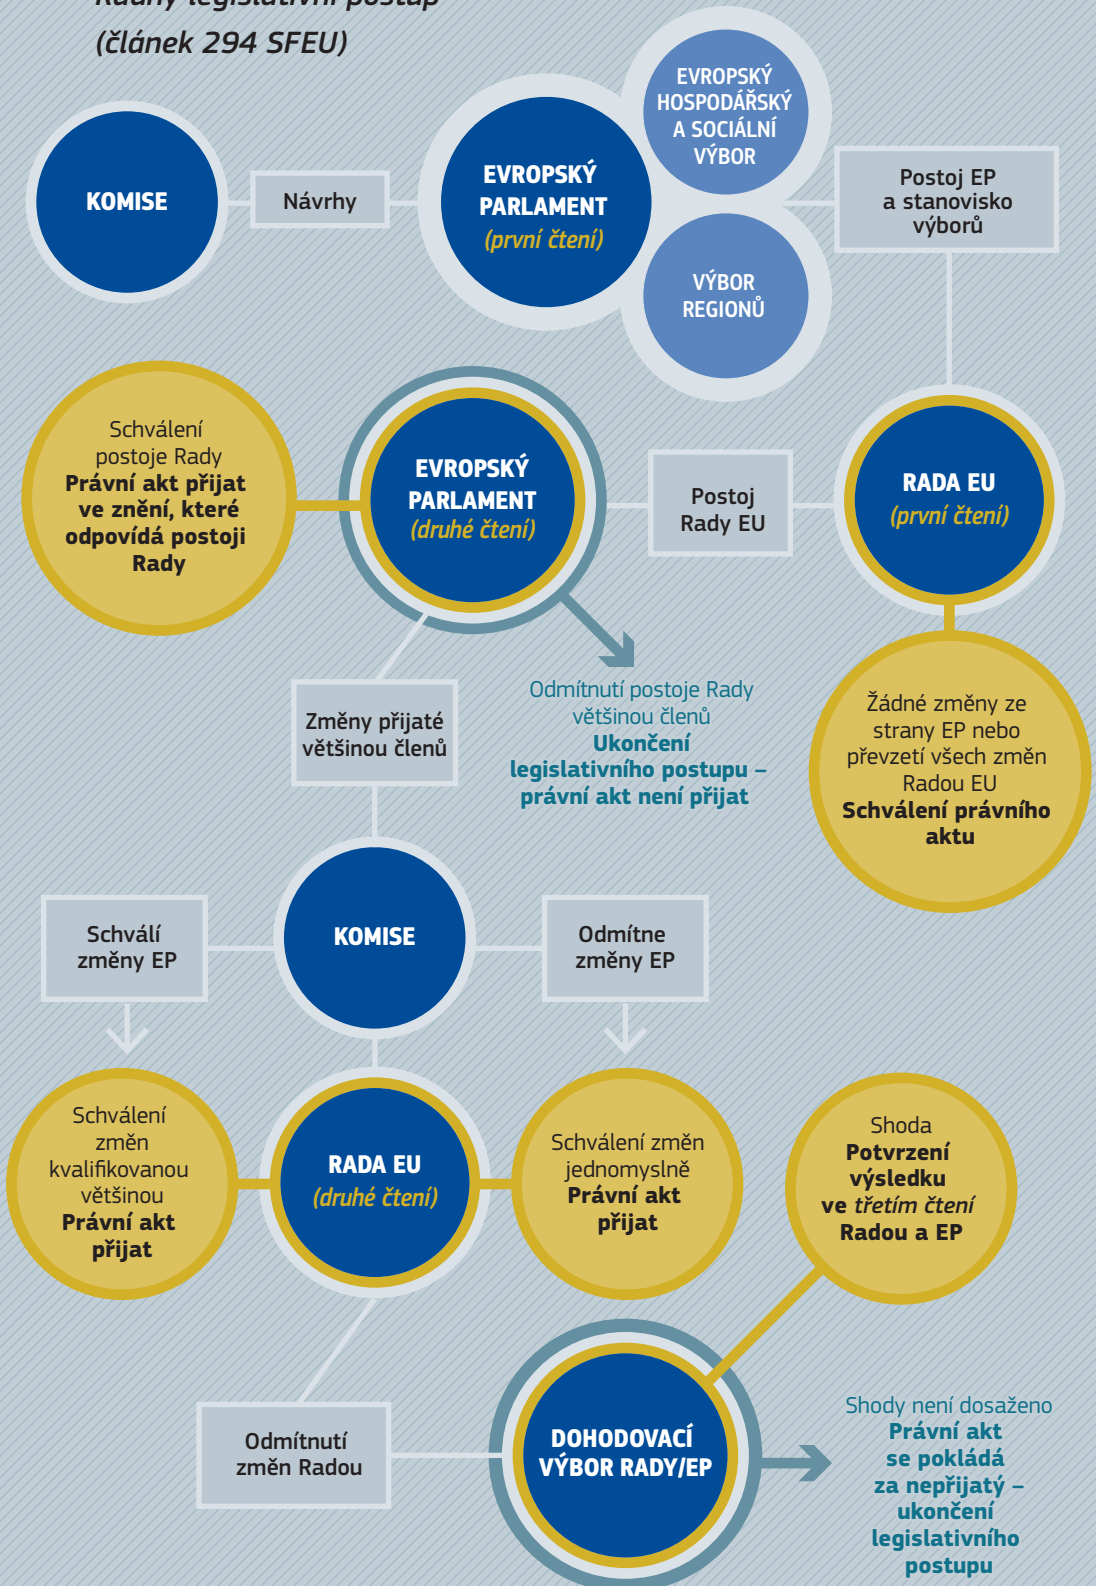 Řádný legislativní postup
(článek 294 SFEU)
KOMISE
Návrhy
EVROPSKÝ
PARLAMENT
(první čtení)
EVROPSKÝ
HOSPODÁŘSKÝ
A SOCIÁLNÍ
VÝBOR
VÝBOR
REGIONŮ
Postoj EP
a stanovisko
výborů
Schválení
postoje Rady
Právní akt přijat
ve znění, které
odpovídá postoji
Rady
EVROPSKÝ
PARLAMENT
(druhé čtení)
Postoj
Rady EU
RADA EU
(první čtení)
Změny přijaté
většinou členů
Odmítnutí postoje Rady
většinou členů
Ukončení
legislativního postupu –
právní akt není přijat
Žádné změny ze
strany EP nebo
převzetí všech změn
Radou EU
Schválení právního
aktu
Schválí
změny EP
KOMISE
Odmítne
změny EP
Schválení
změn
kvalifikovanou
většinou
Právní akt
přijat
RADA EU
(druhé čtení)
Schválení změn
jednomyslně
Právní akt
přijat
Shoda
Potvrzení
výsledku
ve třetím čtení
Radou a EP
Odmítnutí
změn Radou
DOHODOVACÍ
VÝBOR RADY/EP
Shody není dosaženo
Právní akt
se pokládá
za nepřijatý –
ukončení
legislativního
postupu